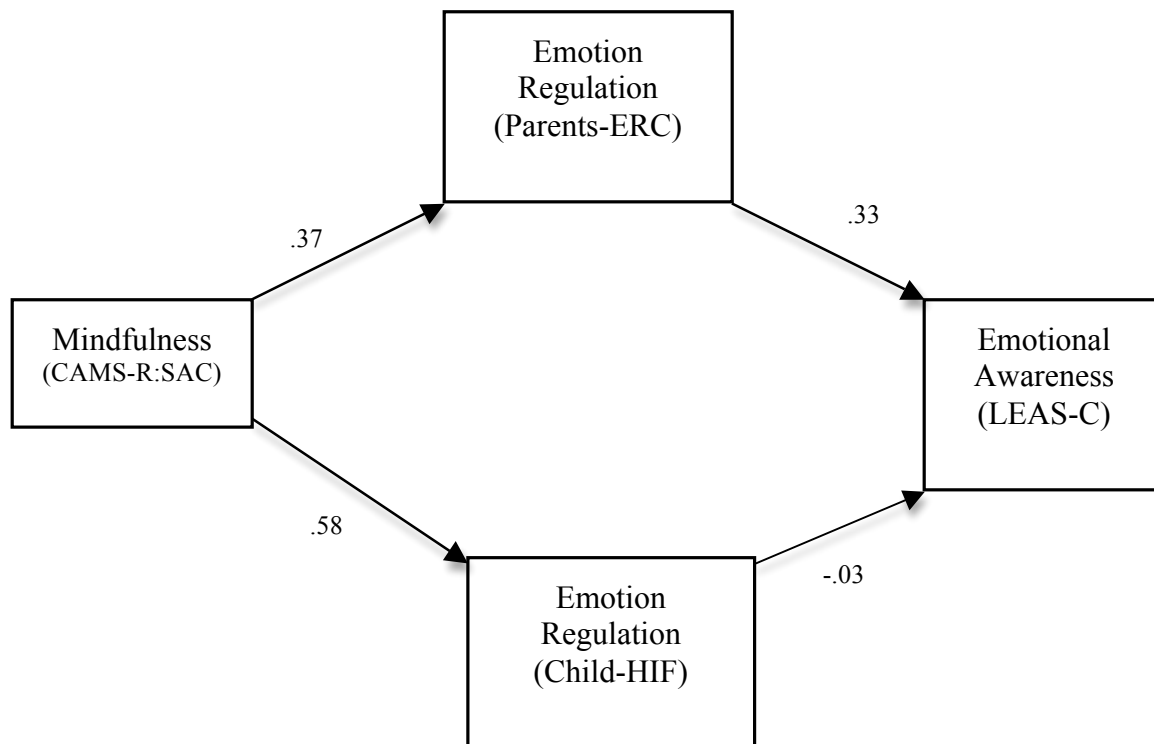 Emotion
Regulation
(Parents-ERC)
.37
.33
Mindfulness
(CAMS-R:SAC)
Emotional
Awareness
(LEAS-C)
.58
-.03
Emotion
Regulation
(Child-HIF)